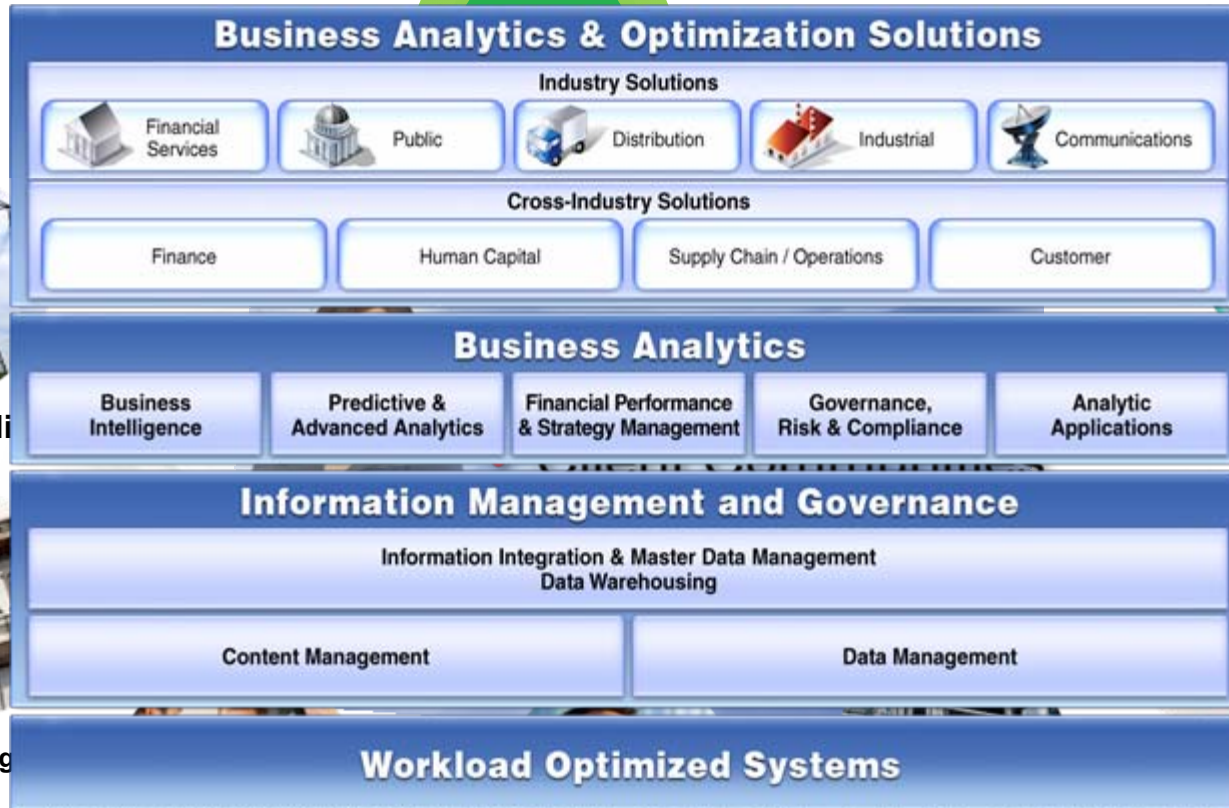 Business Analytics & Optimization Solutions
Industry Solutions
Financial
Services
Public
Distribution
Industrial
Communications
Cross-Industry Solutions
Finance
Human Capital
Supply Chain / Operations
Customer
Business Analytics
Business
Intelligence
Predictive &
Advanced Analytics
Financial Performance
& Strategy Management
Governance,
Risk & Compliance
Analytic
Applications
Information Management and Governance
Information Integration & Master Data Management
Data Warehousing
Content Management
Data Management
Workload Optimized Systems